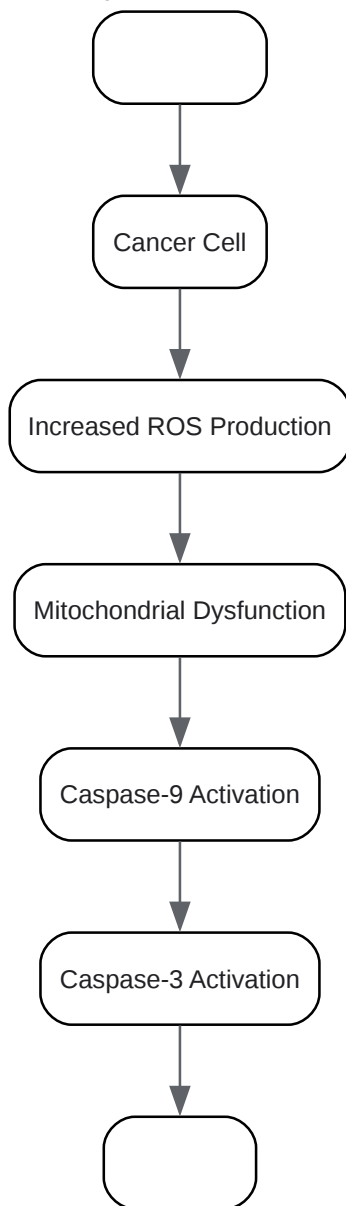 Cancer Cell
Increased ROS Production
Mitochondrial Dysfunction
Caspase-9 Activation
Caspase-3 Activation